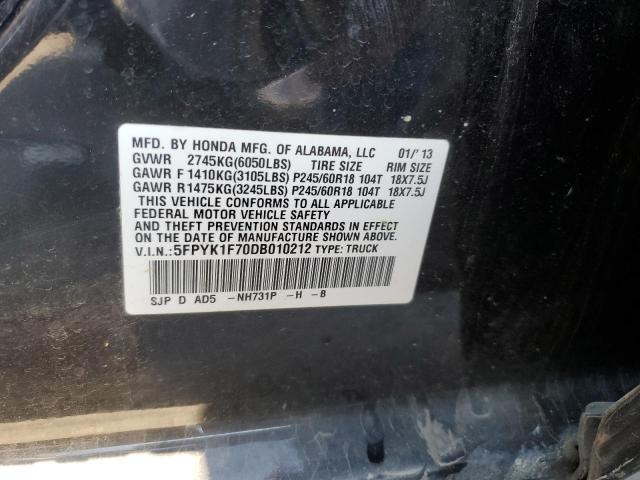 MFD. BY HONDA MFG. OF ALABAMA, LLC 01/'13
GVWR 2745KG(6050LBS) TIRE SIZE RIM SIZE
GAWR F 1410KG(3105LBS) P245/60R18 104T 18X7.5J
GAWR R1475KG(3245LBS) P245/60R18 104T 18X7.5J
THIS VEHICLE CONFORMS TO ALL APPLICABLE
FEDERAL MOTOR VEHICLE SAFETY
AND THEFT PREVENTION STANDARDS IN EFFECT
ON THE DATE OF MANUFACTURE SHOWN ABOVE.
V.I.N.:5FPYK1F70DB010212 TYPE: TRUCK
SJP D AD5 -NH731P -H -B